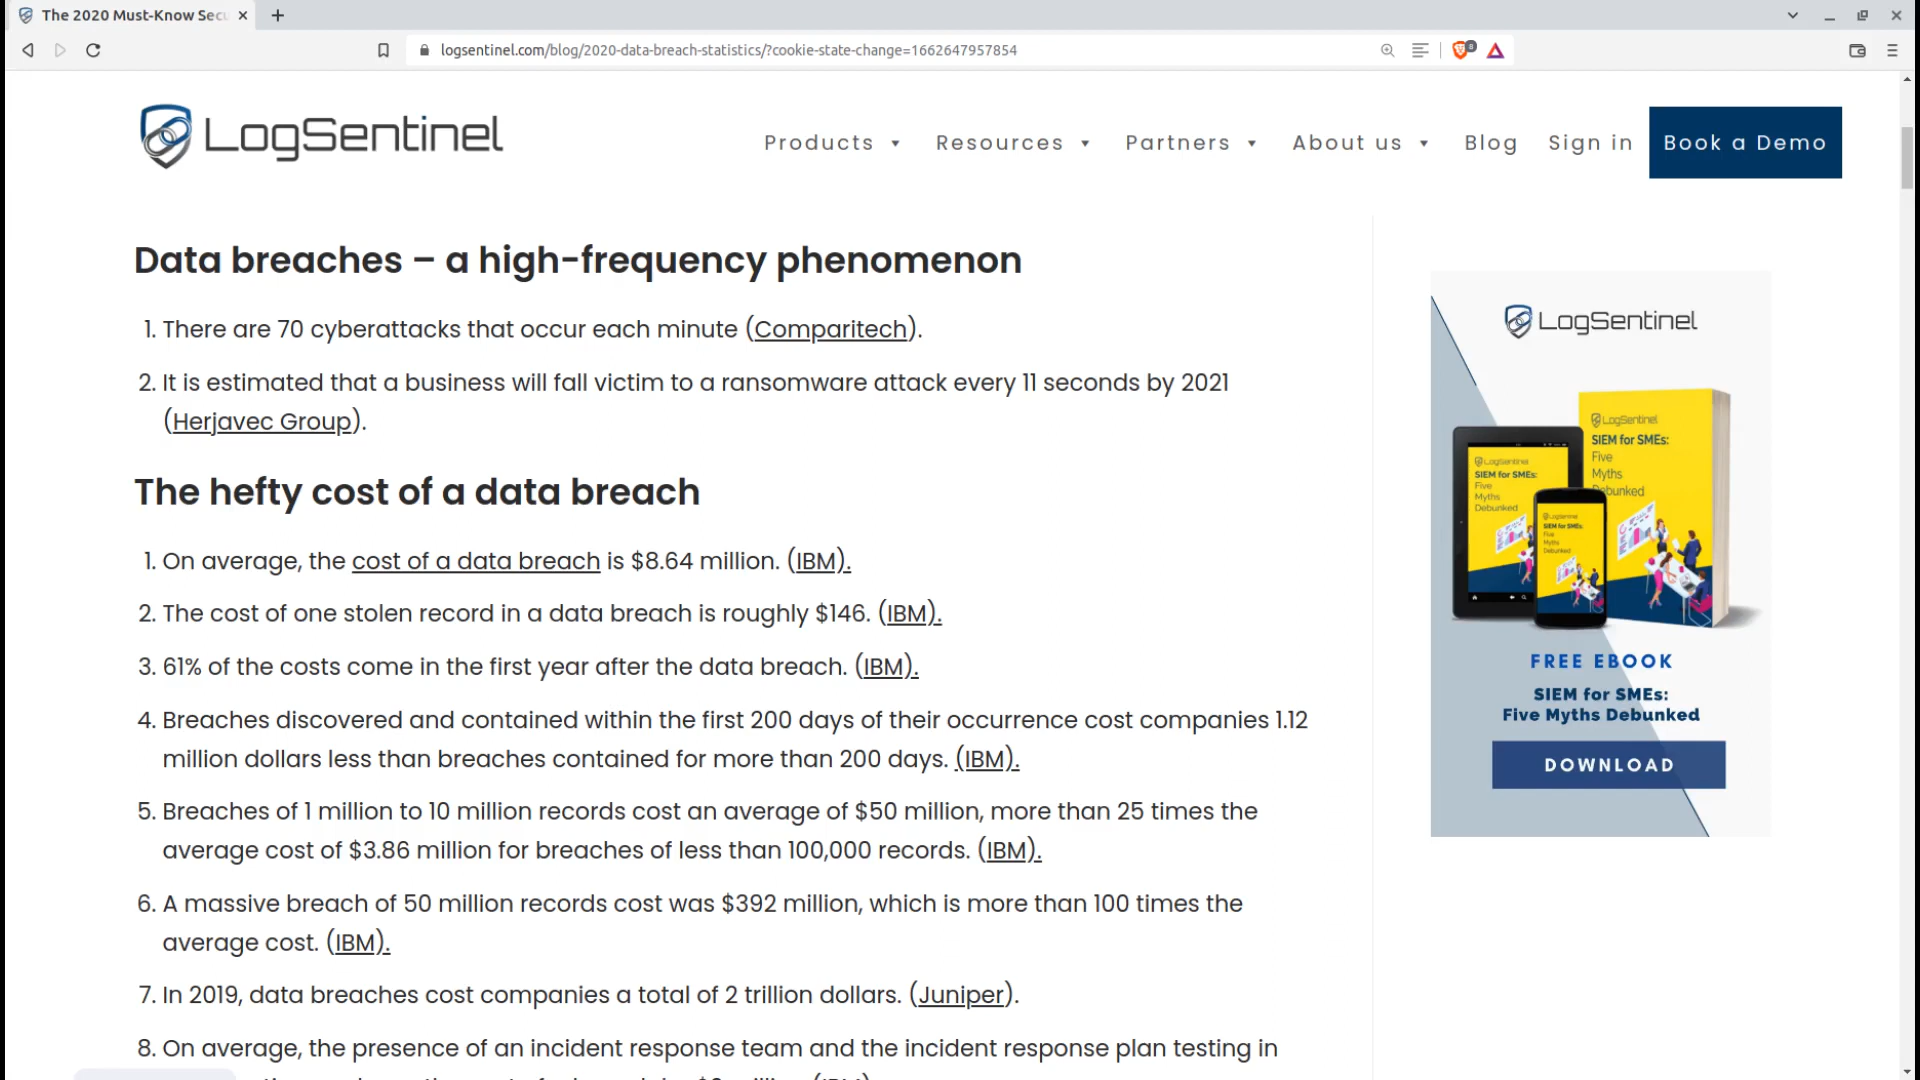 The 2020 Must-Know Secu
logsentinel.com/blog/2020-data-breach-statistics/?cookie-state-change=1662647957854
8
LogSentinel
Products
Resources
Partners
About us
Blog
Sign in
Book a Demo
Data breaches – a high-frequency phenomenon
1. There are 70 cyberattacks that occur each minute (Comparitech).
2. It is estimated that a business will fall victim to a ransomware attack every 11 seconds by 2021
(Herjavec Group).
The hefty cost of a data breach
1. On average, the cost of a data breach is $8.64 million. (IBM).
2. The cost of one stolen record in a data breach is roughly $146. (IBM).
3. 61% of the costs come in the first year after the data breach. (IBM).
4. Breaches discovered and contained within the first 200 days of their occurrence cost companies 1.12
million dollars less than breaches contained for more than 200 days. (IBM).
5. Breaches of 1 million to 10 million records cost an average of $50 million, more than 25 times the
average cost of $3.86 million for breaches of less than 100,000 records. (IBM).
6. A massive breach of 50 million records cost was $392 million, which is more than 100 times the
average cost. (IBM).
7. In 2019, data breaches cost companies a total of 2 trillion dollars. (Juniper).
8. On average, the presence of an incident response team and the incident response plan testing in
LogSentinel
LogSentinel
SIEM for SMEs:
Five
Myths
Debunked
LogSentinel
SIEM for SMEs:
Five
Myths
Debunked
LogSentinel
SIEM for SMEs:
Five
Myths
Debunked
FREE EBOOK
SIEM for SMEs:
Five Myths Debunked
DOWNLOAD